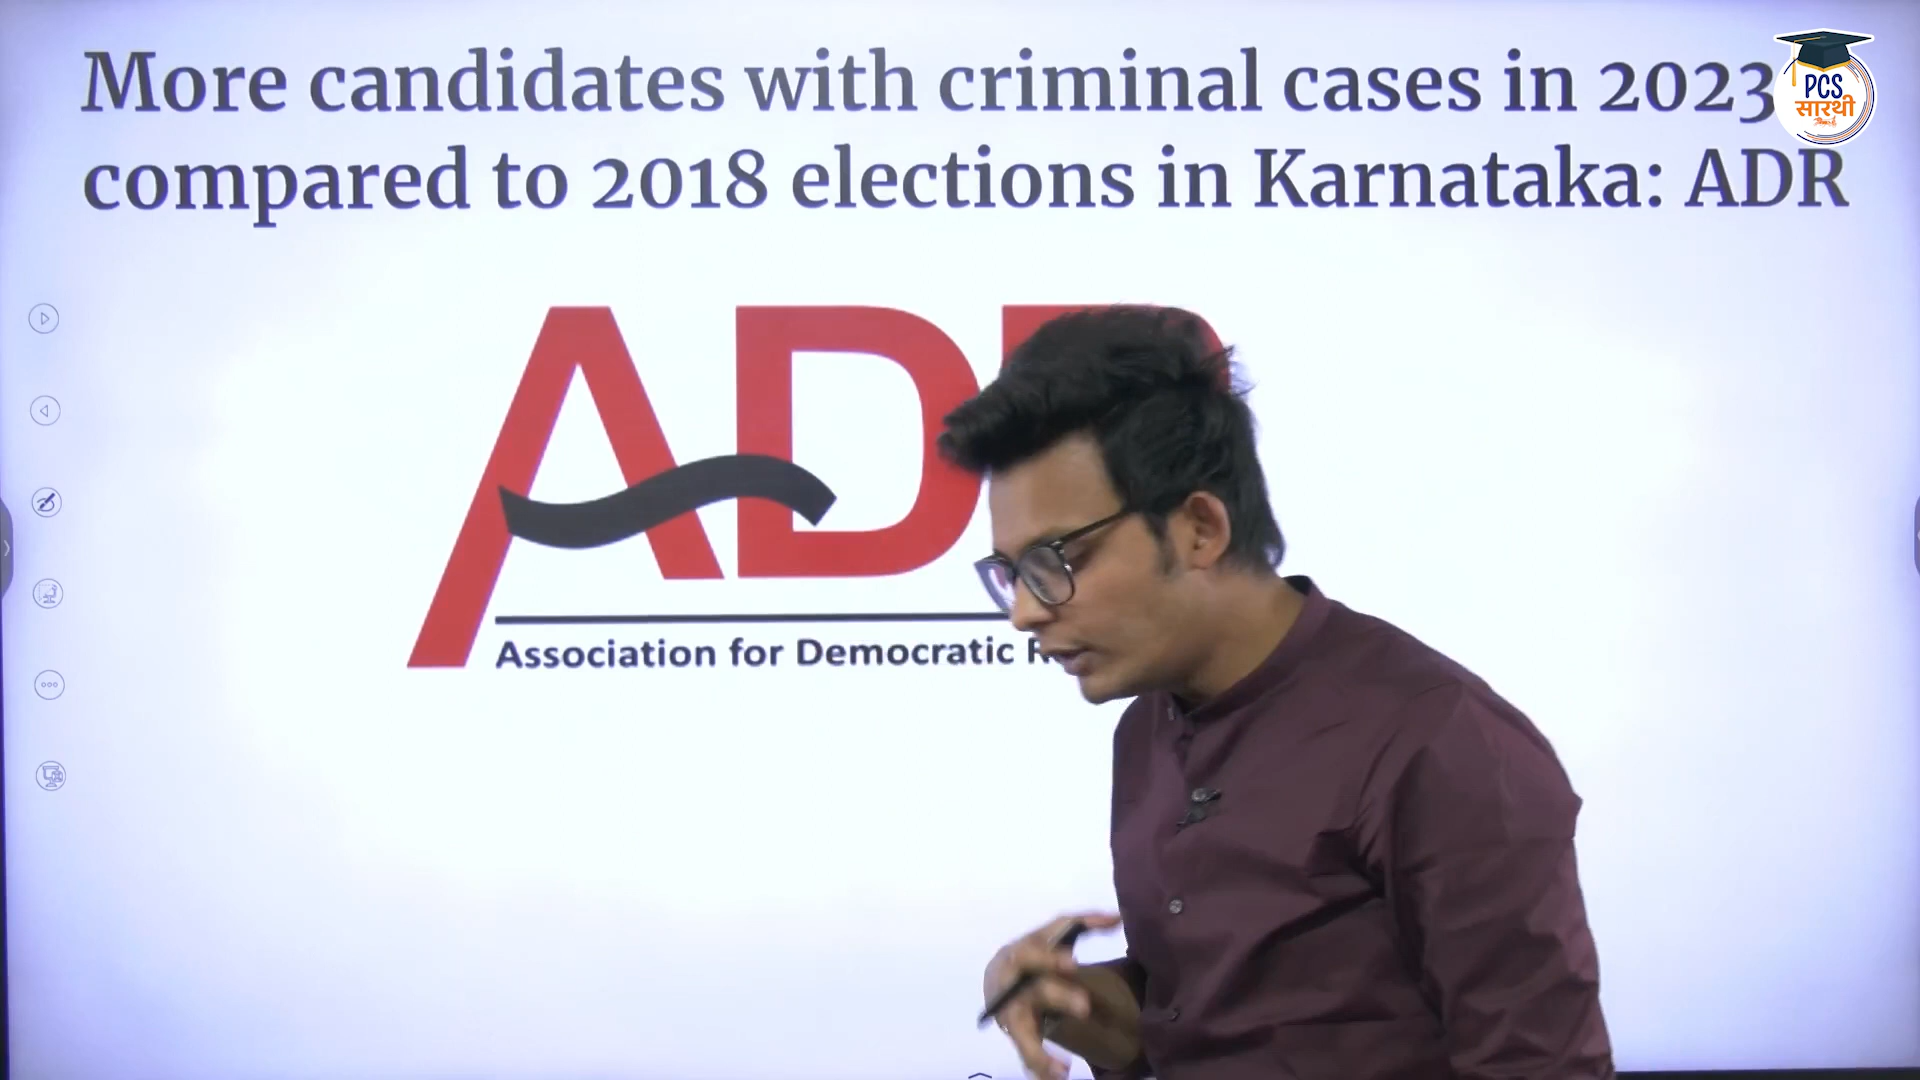 More candidates with criminal cases in 2023
compared to 2018 elections in Karnataka: ADR
PCS
सारथी
AD
Association for Democratic